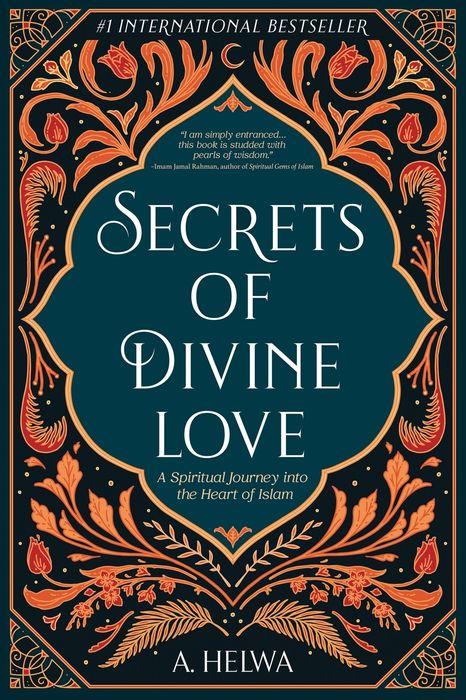 #1 INTERNATIONAL BESTSELLER
“I am simply entranced...
this book is studded with
pearls of wisdom.”
–Imam Jamal Rahman, author of Spiritual Gems of Islam
SECRETS
OF
DIVINE
LOVE
A Spiritual Journey into
the Heart of Islam
A. HELWA